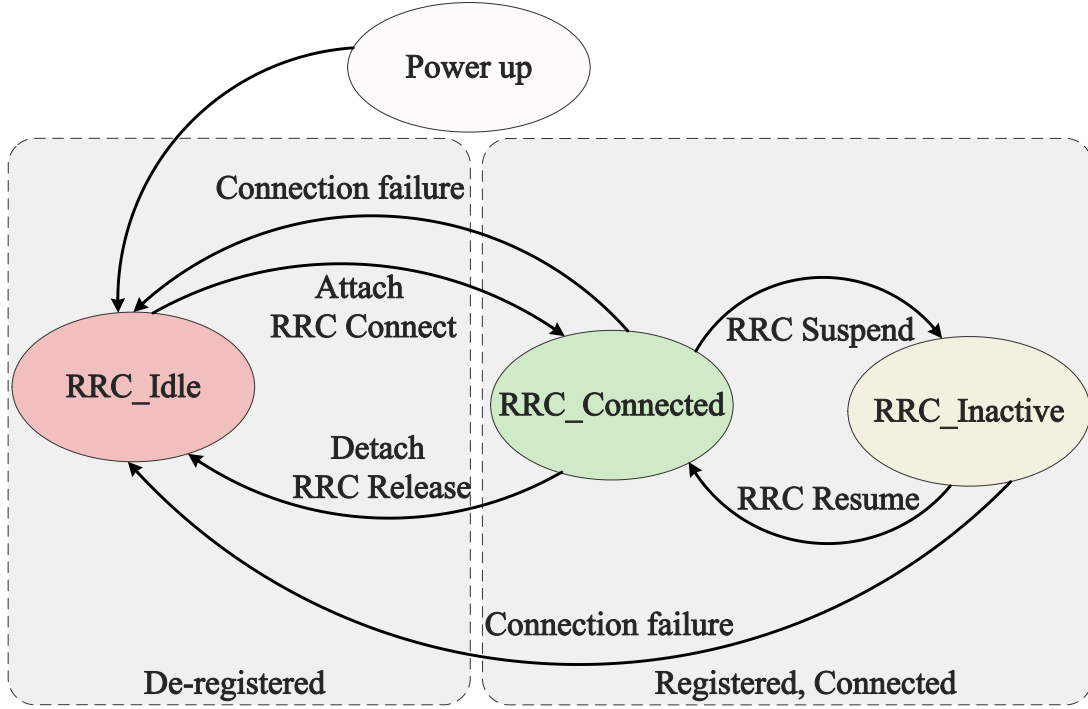 Power up
Connection failure
Attach
RRC Connect
RRC Suspend
RRC_Idle
RRC_Connected
RRC_Inactive
Detach
RRC Release
RRC Resume
Connection failure
De-registered
Registered, Connected